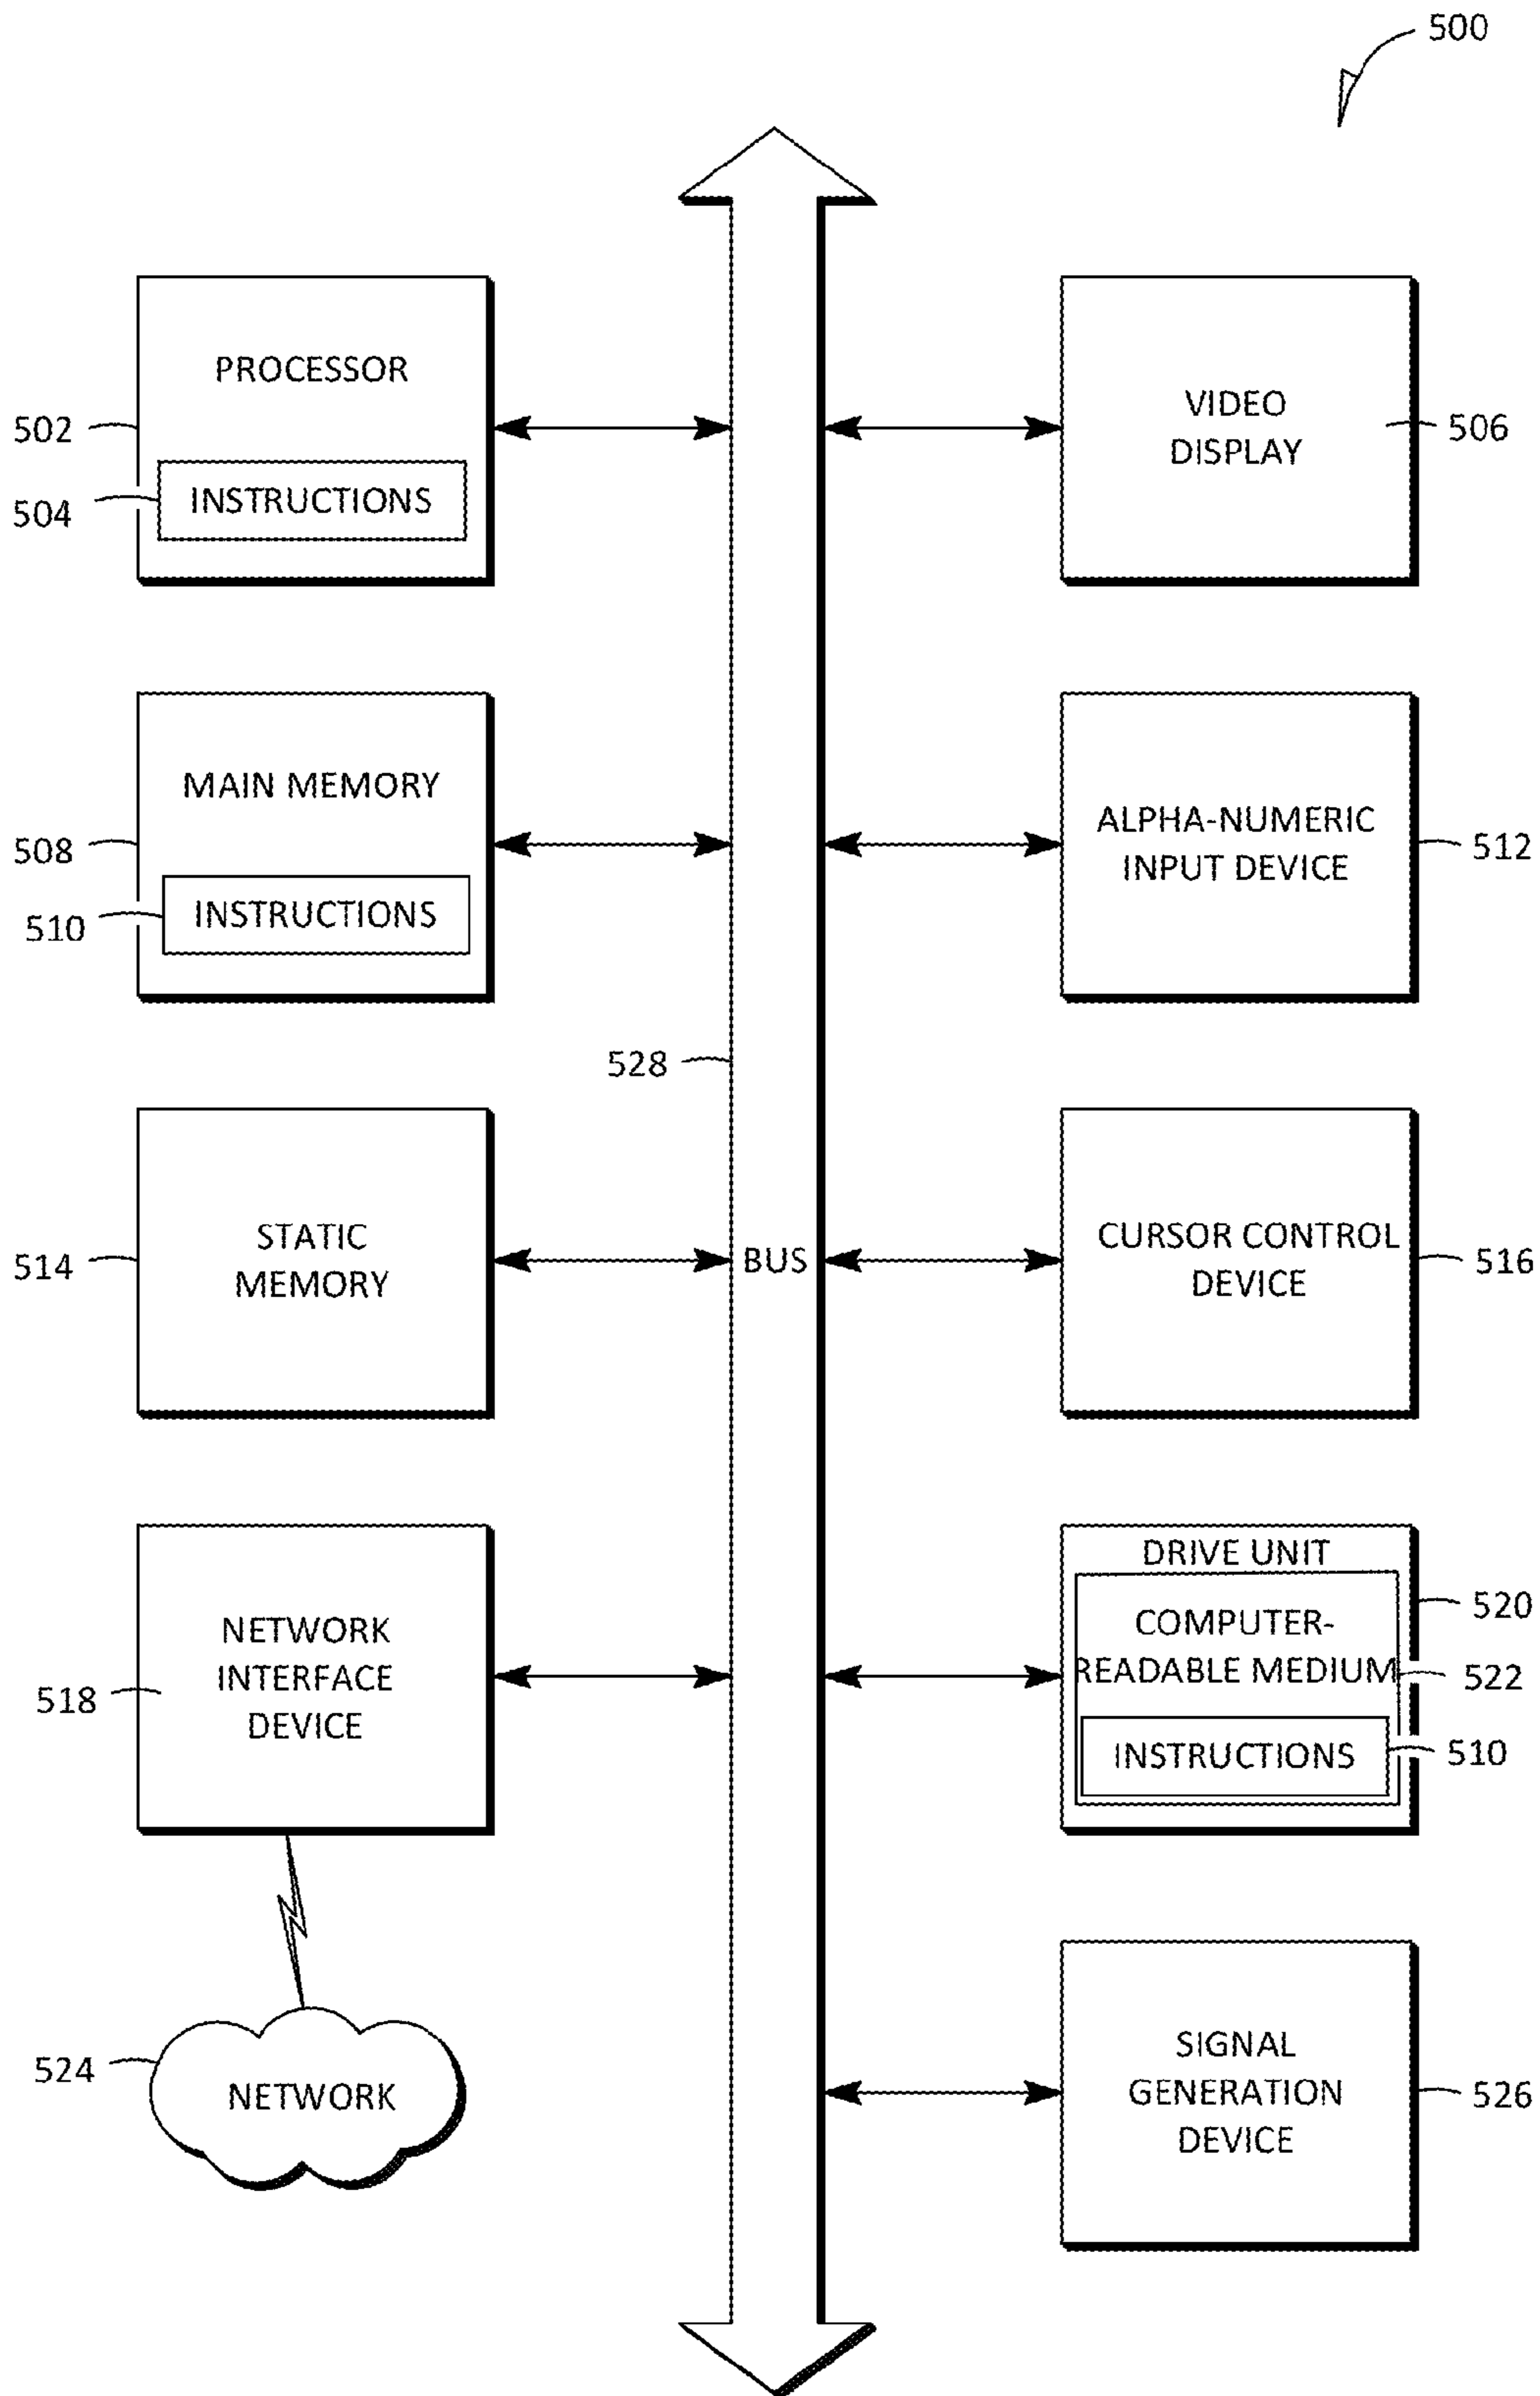 500
PROCESSOR
502
504
INSTRUCTIONS
VIDEO
DISPLAY
506
MAIN MEMORY
508
510
INSTRUCTIONS
ALPHA-NUMERIC
INPUT DEVICE
512
528
STATIC
MEMORY
514
BUS
CURSOR CONTROL
DEVICE
516
NETWORK
INTERFACE
DEVICE
518
DRIVE UNIT
520
COMPUTER-
READABLE MEDIUM
522
INSTRUCTIONS
510
524
NETWORK
SIGNAL
GENERATION
DEVICE
526